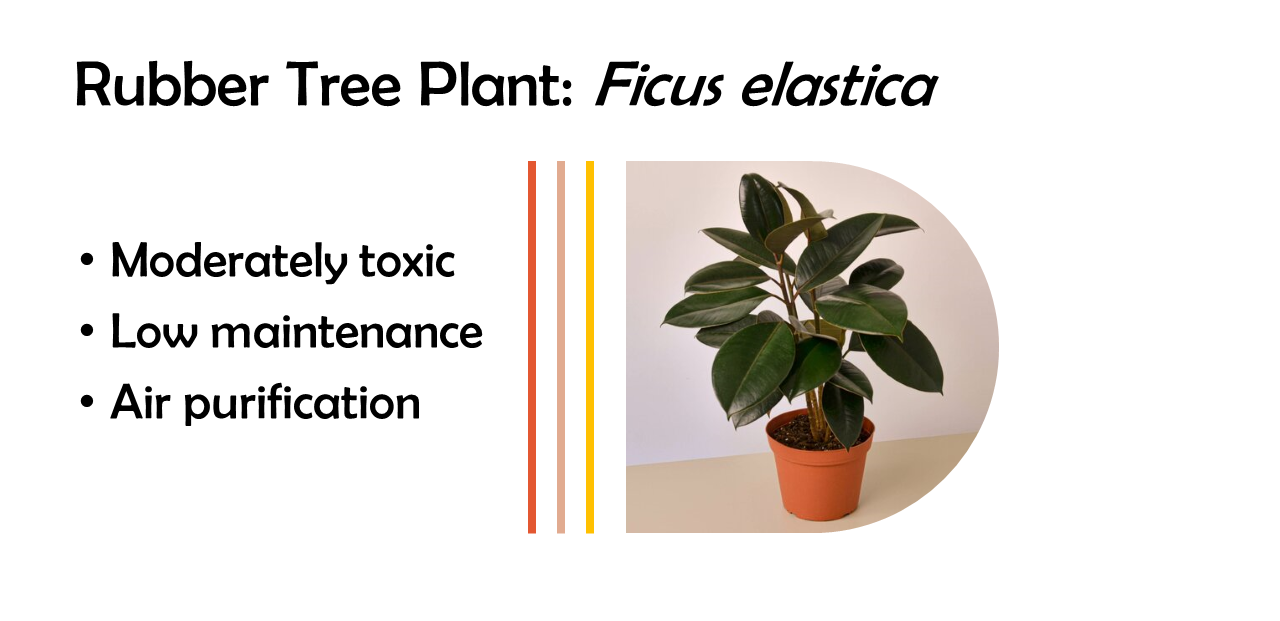 Rubber Tree Plant: Ficus elastica
• Moderately toxic
• Low maintenance
• Air purification